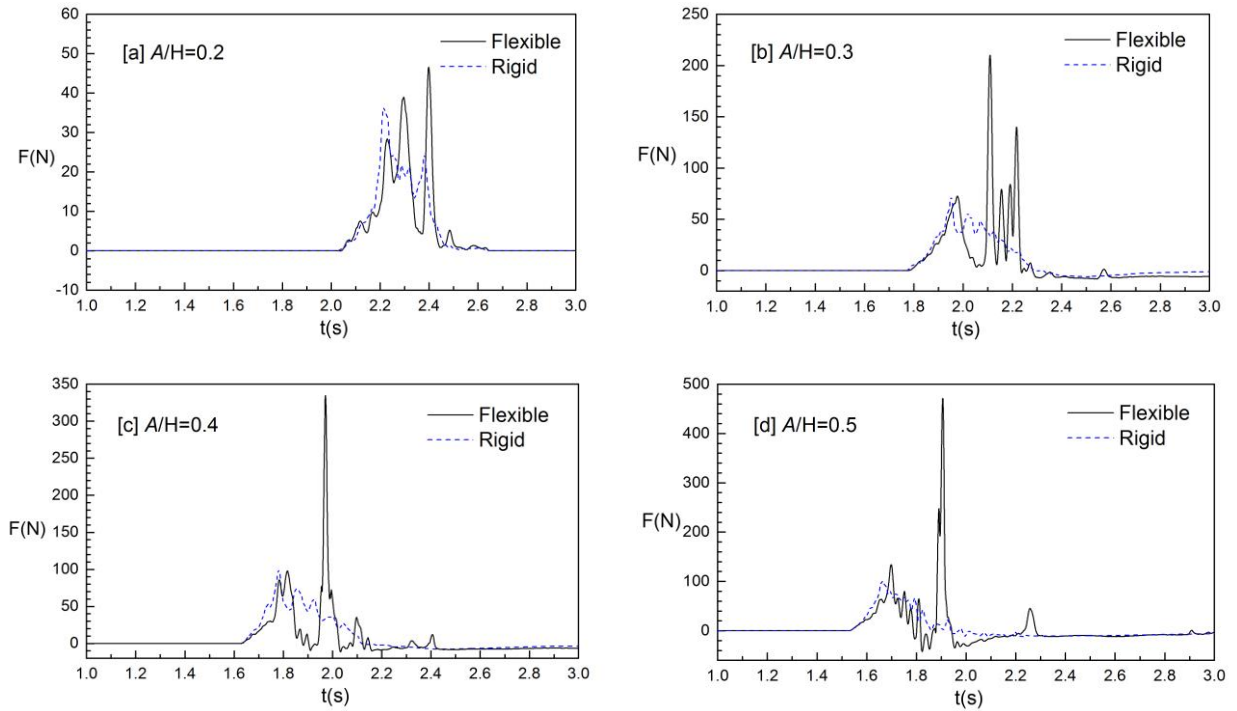 60
50
40
30
20
10
0
-10
F(N)
[a] A/H=0.2
Flexible
Rigid
1.0 1.2 1.4 1.6 1.8 2.0 2.2 2.4 2.6 2.8 3.0
t(s)
250
200
150
100
50
0
F(N)
[b] A/H=0.3
Flexible
Rigid
1.0 1.2 1.4 1.6 1.8 2.0 2.2 2.4 2.6 2.8 3.0
t(s)
350
300
250
200
150
100
50
0
F(N)
[c] A/H=0.4
Flexible
Rigid
1.0 1.2 1.4 1.6 1.8 2.0 2.2 2.4 2.6 2.8 3.0
t(s)
500
400
300
200
100
0
F(N)
[d] A/H=0.5
Flexible
Rigid
1.0 1.2 1.4 1.6 1.8 2.0 2.2 2.4 2.6 2.8 3.0
t(s)